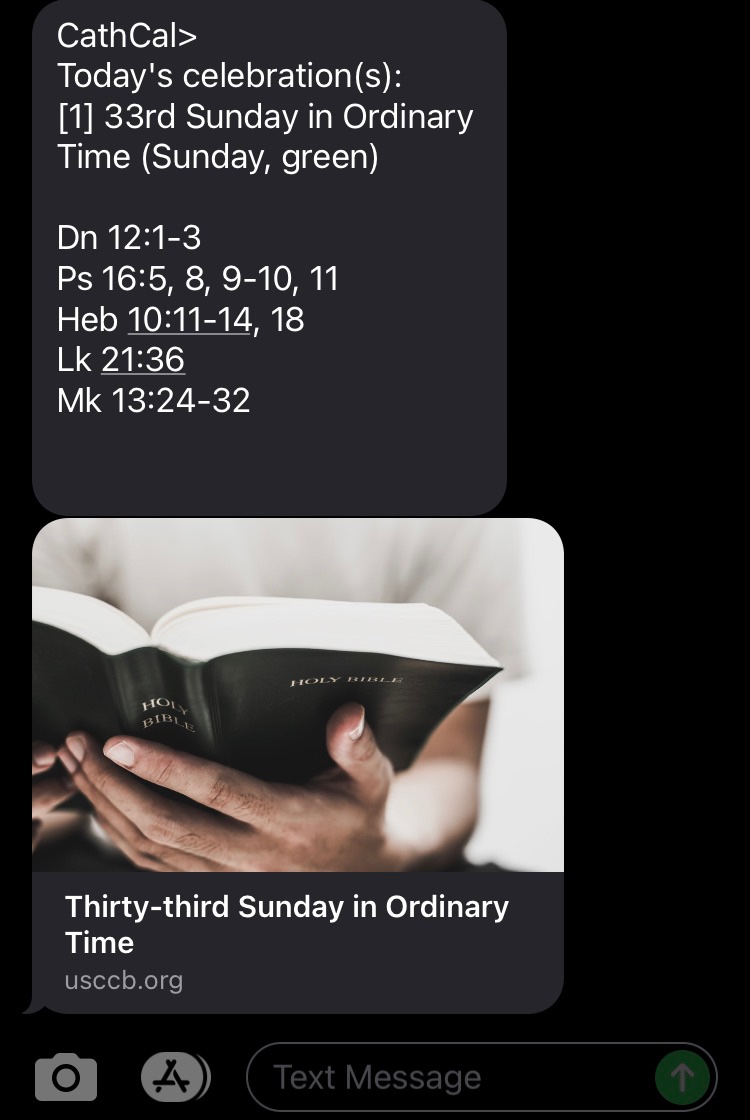 CathCal>
Today's celebration(s):
[1] 33rd Sunday in Ordinary
Time (Sunday, green)
Dn 12:1-3
Ps 16:5, 8, 9-10, 11
Heb 10:11-14, 18
Lk 21:36
Mk 13:24-32
HOLY BIBLE
HOLY
BIBLE
Thirty-third Sunday in Ordinary
Time
usccb.org
Text Message